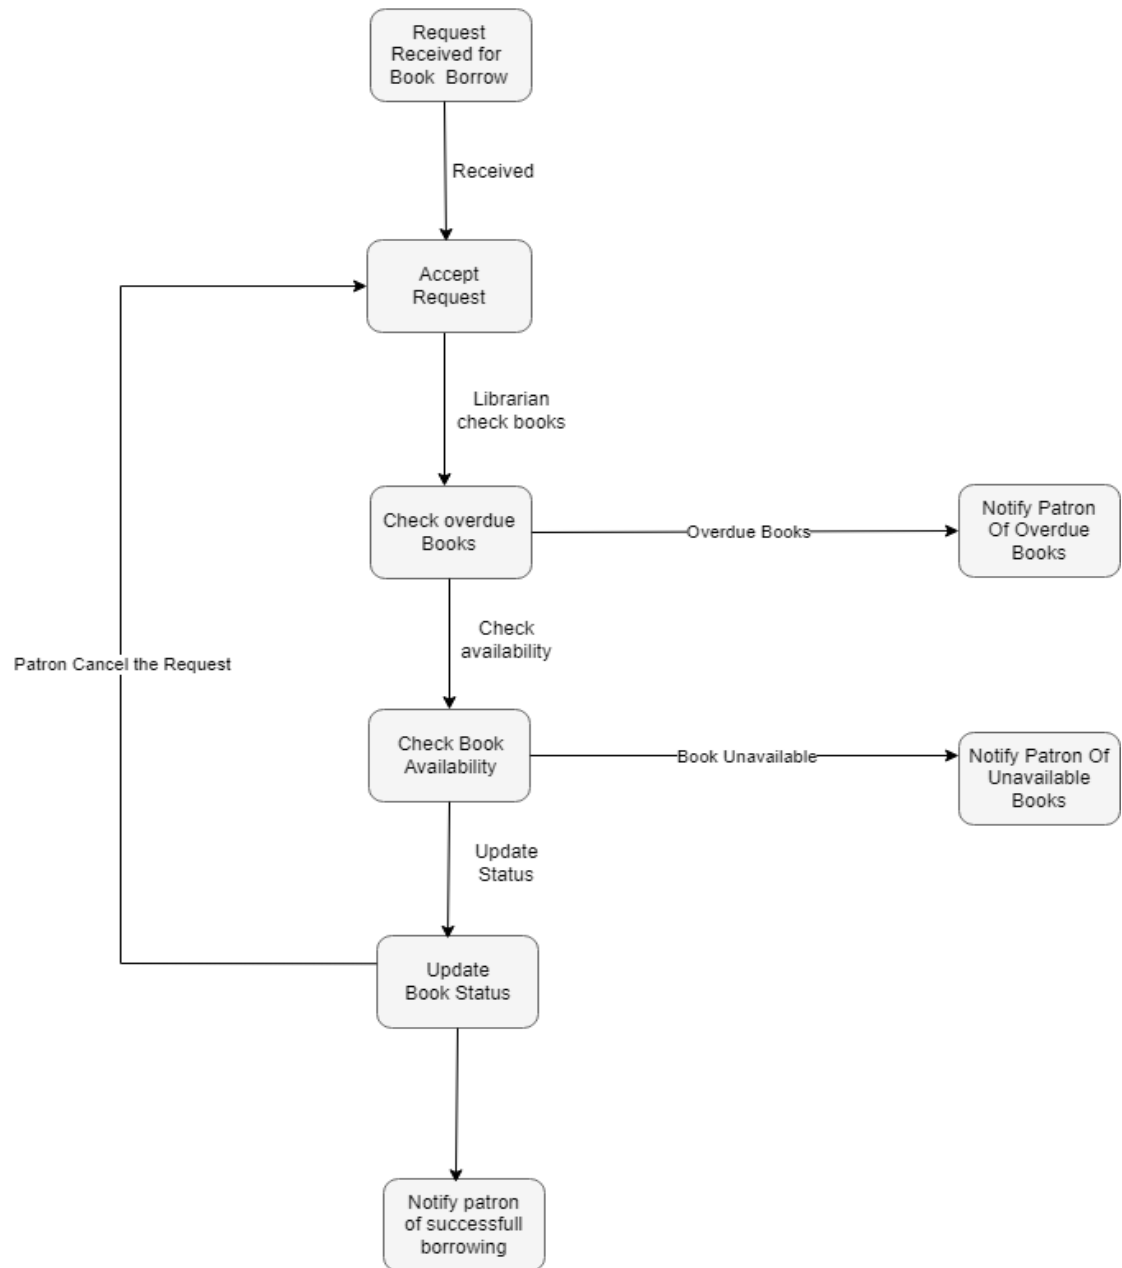 Request
Received for
Book Borrow
Received
Accept
Request
Librarian
check books
Check overdue
Books
Overdue Books
Notify Patron
Of Overdue
Books
Check
availability
Patron Cancel the Request
Check Book
Availability
Book Unavailable
Notify Patron Of
Unavailable
Books
Update
Status
Update
Book Status
Notify patron
of successfull
borrowing